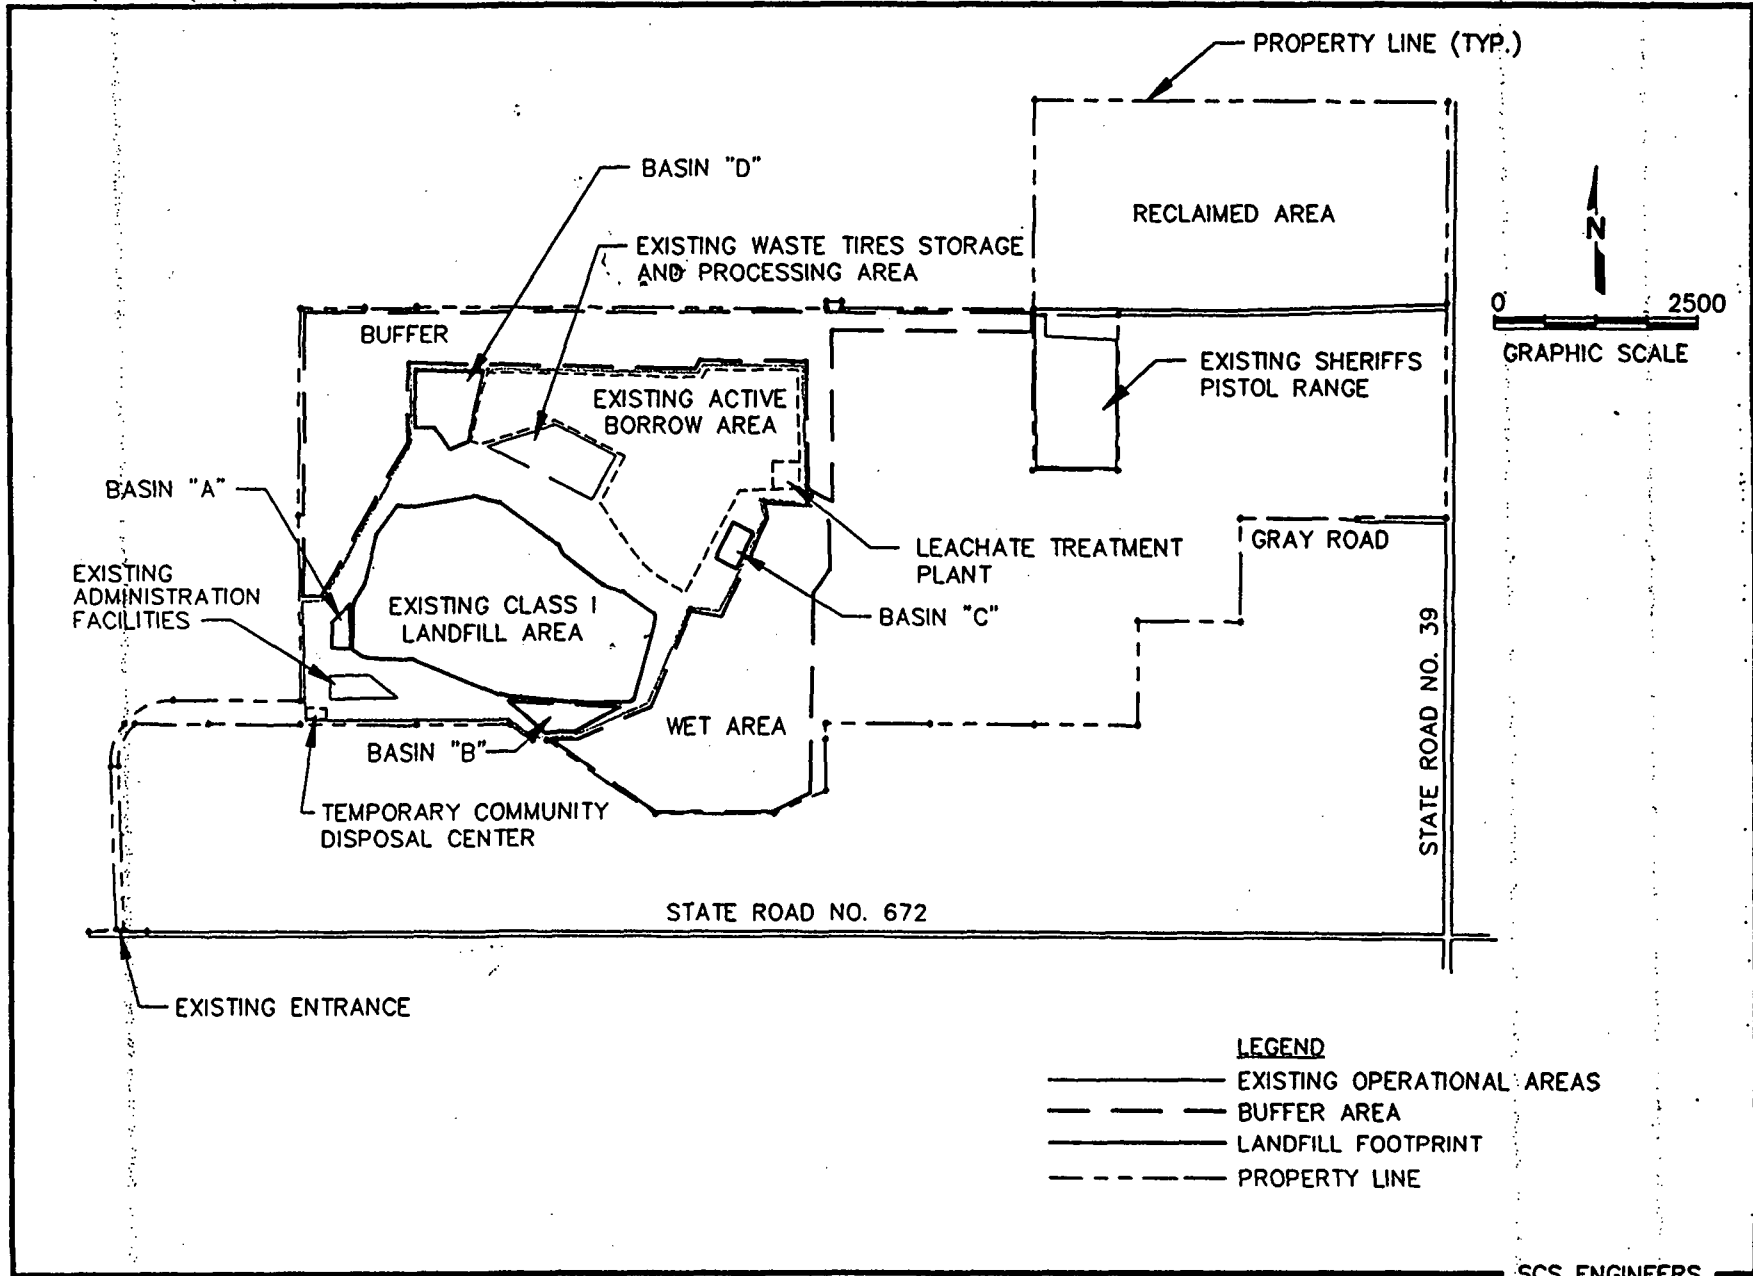 PROPERTY LINE (TYP.)
BASIN "D"
RECLAIMED AREA
EXISTING WASTE TIRES STORAGE
AND PROCESSING AREA
N
0 2500
GRAPHIC SCALE
BUFFER
EXISTING SHERIFFS
PISTOL RANGE
EXISTING ACTIVE
BORROW AREA
BASIN "A"
GRAY ROAD
LEACHATE TREATMENT
PLANT
EXISTING
ADMINISTRATION
FACILITIES
EXISTING CLASS I
LANDFILL AREA
BASIN "C"
STATE ROAD NO. 39
WET AREA
BASIN "B"
TEMPORARY COMMUNITY
DISPOSAL CENTER
STATE ROAD NO. 672
EXISTING ENTRANCE
LEGEND
EXISTING OPERATIONAL AREAS
BUFFER AREA
LANDFILL FOOTPRINT
PROPERTY LINE
SCS ENGINEERS